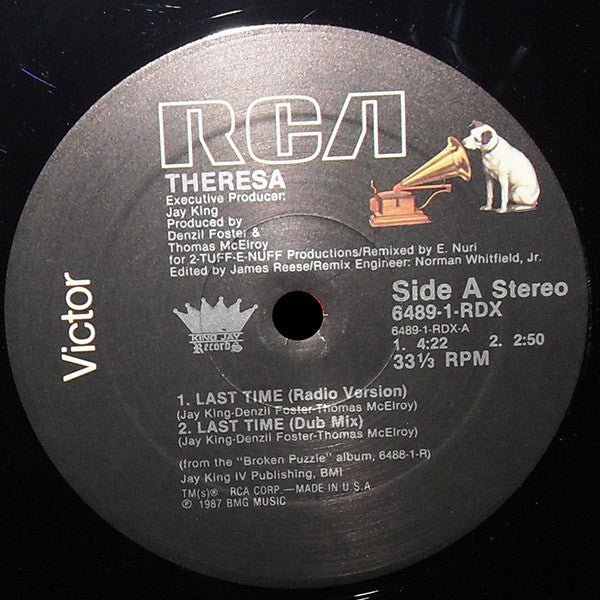 RCA
THERESA
Executive Producer:
Jay King
Produced by
Denzil Foster &
Thomas McElroy
for 2-TUFF-E-NUFF Productions/Remixed by E. Nuri
Edited by James Reese/Remix Engineer: Norman Whitfield, Jr.
Victor
KING JAY
Records
Side A Stereo
6489-1-RDX
6489-1-RDX-A
1. 4:22 2. 2:50
33⅓ RPM
1. LAST TIME (Radio Version)
(Jay King-Denzil Foster-Thomas McElroy)
2. LAST TIME (Dub Mix)
(Jay King-Denzil Foster-Thomas McElroy)
(from the "Broken Puzzle" album, 6488-1-R)
Jay King IV Publishing, BMI
TM(s)® RCA CORP.—MADE IN U.S.A.
℗ 1987 BMG MUSIC